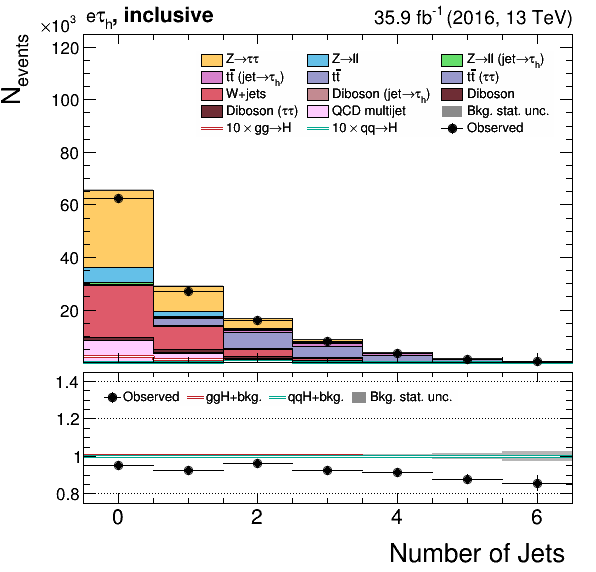 ×10³ eτh, inclusive 35.9 fb⁻¹ (2016, 13 TeV)
Nevents
120
100
80
60
40
20
Z→ττ Z→ll Z→ll (jet→τh)
tt̄ (jet→τh) tt̄ tt̄ (ττ)
W+jets Diboson (jet→τh) Diboson
Diboson (ττ) QCD multijet Bkg. stat. unc.
10 × gg→H 10 × qq→H Observed
1.4
1.2
1
0.8
Observed ggH+bkg. qqH+bkg. Bkg. stat. unc.
0 2 4 6
Number of Jets